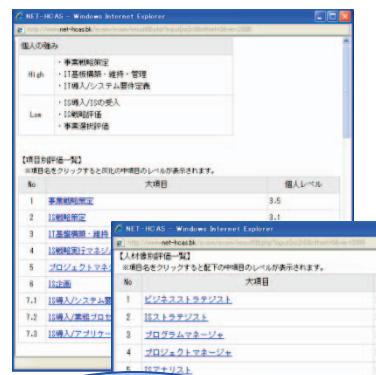 NET-HCAS - Windows Internet Explorer
個人の強み
High
・事業戦略策定
・IT基盤構築・維持・管理
・IT導入/システム要件定義
Low
・IS導入/ISの受入
・IS戦略評価
・事業選択評価
【項目別評価一覧】
※項目名をクリックすると配下の中項目のレベルが表示されます。
No 大項目 個人レベル
1 事業戦略策定 3.5
2 IS戦略策定 3.1
3 IT基盤構築・維持
4 IS戦略実行マネジ
5 プロジェクトマネ
6 IS企画
7.1 IS導入/システム要
7.2 IS導入/業務プロセ
7.3 IS導入/アプリケー
NET-HCAS - Windows Internet Explorer
【人材像別評価一覧】
※項目名をクリックすると配下の中項目のレベルが表示されます。
No 大項目
1 ビジネスストラテジスト
2 ISストラテジスト
3 プログラムマネージャ
4 プロジェクトマネージャ
5 ISアナリスト